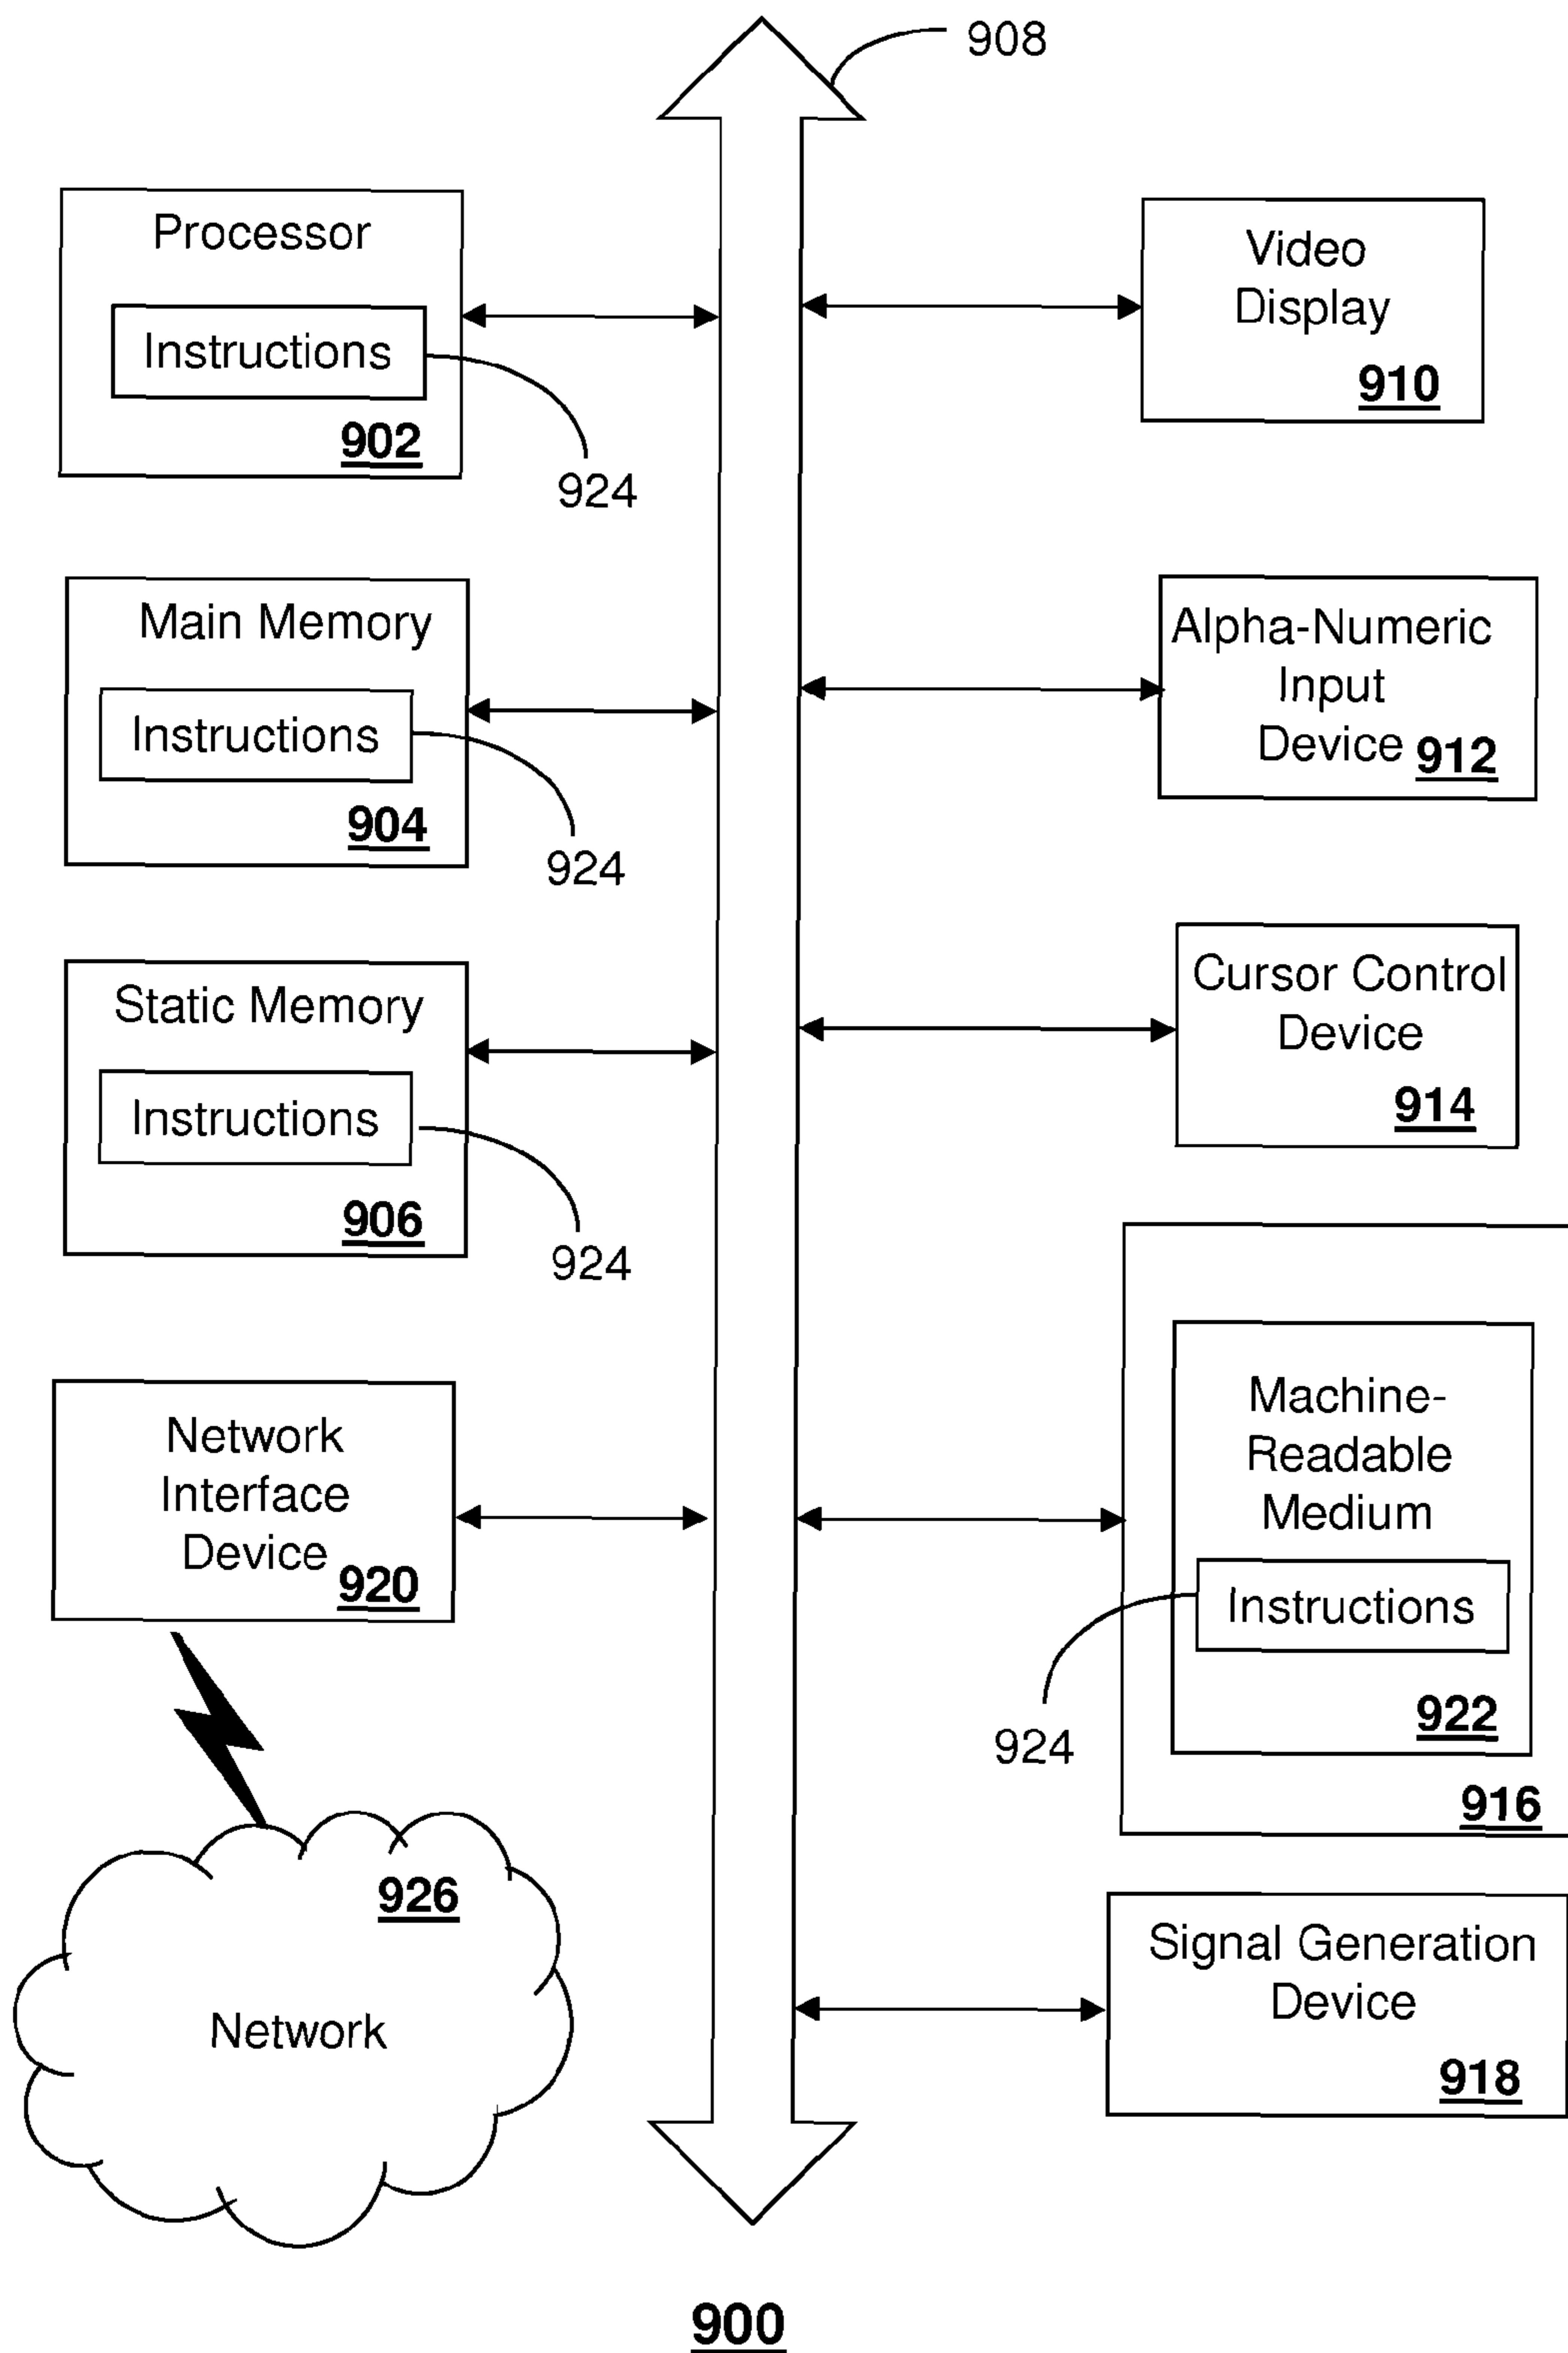 908
Processor
Instructions
902
924
Main Memory
Instructions
904
924
Static Memory
Instructions
906
924
Network
Interface
Device
920
926
Network
Video
Display
910
Alpha-Numeric
Input
Device
912
Cursor Control
Device
914
Machine-
Readable
Medium
Instructions
922
924
916
Signal Generation
Device
918
900